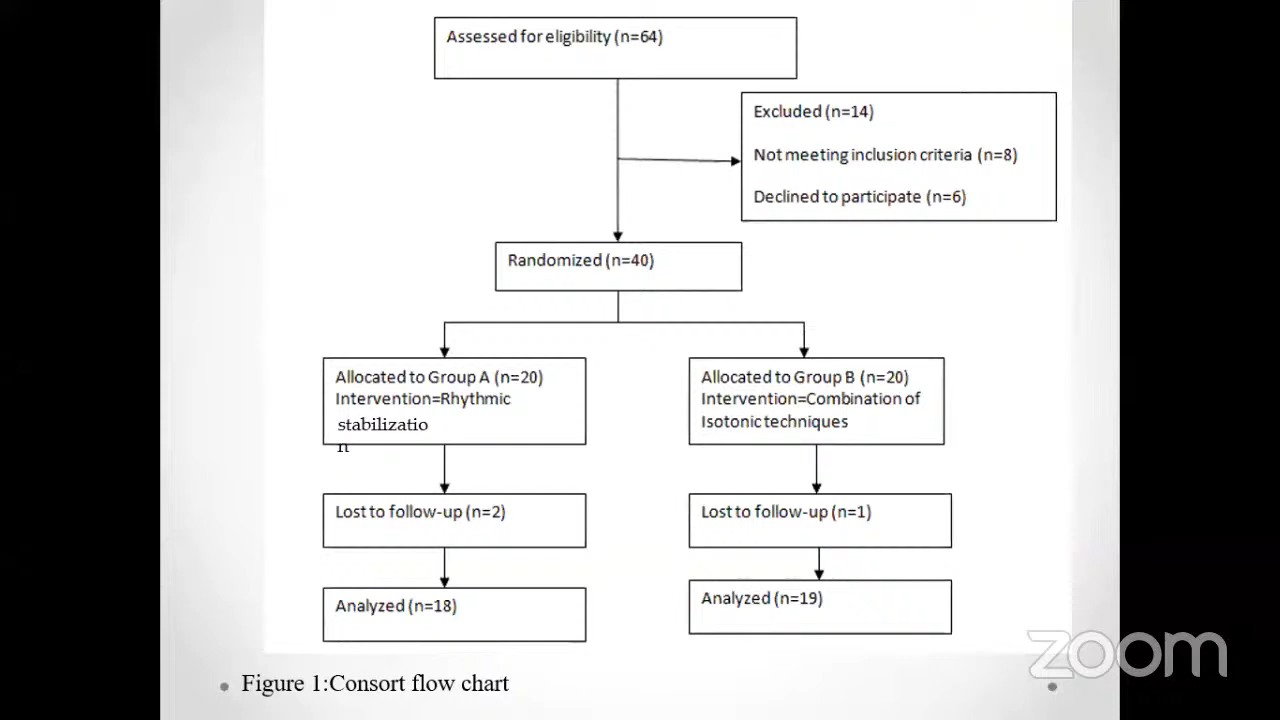 Assessed for eligibility (n=64)
Excluded (n=14)
Not meeting inclusion criteria (n=8)
Declined to participate (n=6)
Randomized (n=40)
Allocated to Group A (n=20)
Intervention=Rhythmic
stabilizatio
n
Allocated to Group B (n=20)
Intervention=Combination of
Isotonic techniques
Lost to follow-up (n=2)
Lost to follow-up (n=1)
Analyzed (n=18)
Analyzed (n=19)
Figure 1:Consort flow chart
zoom